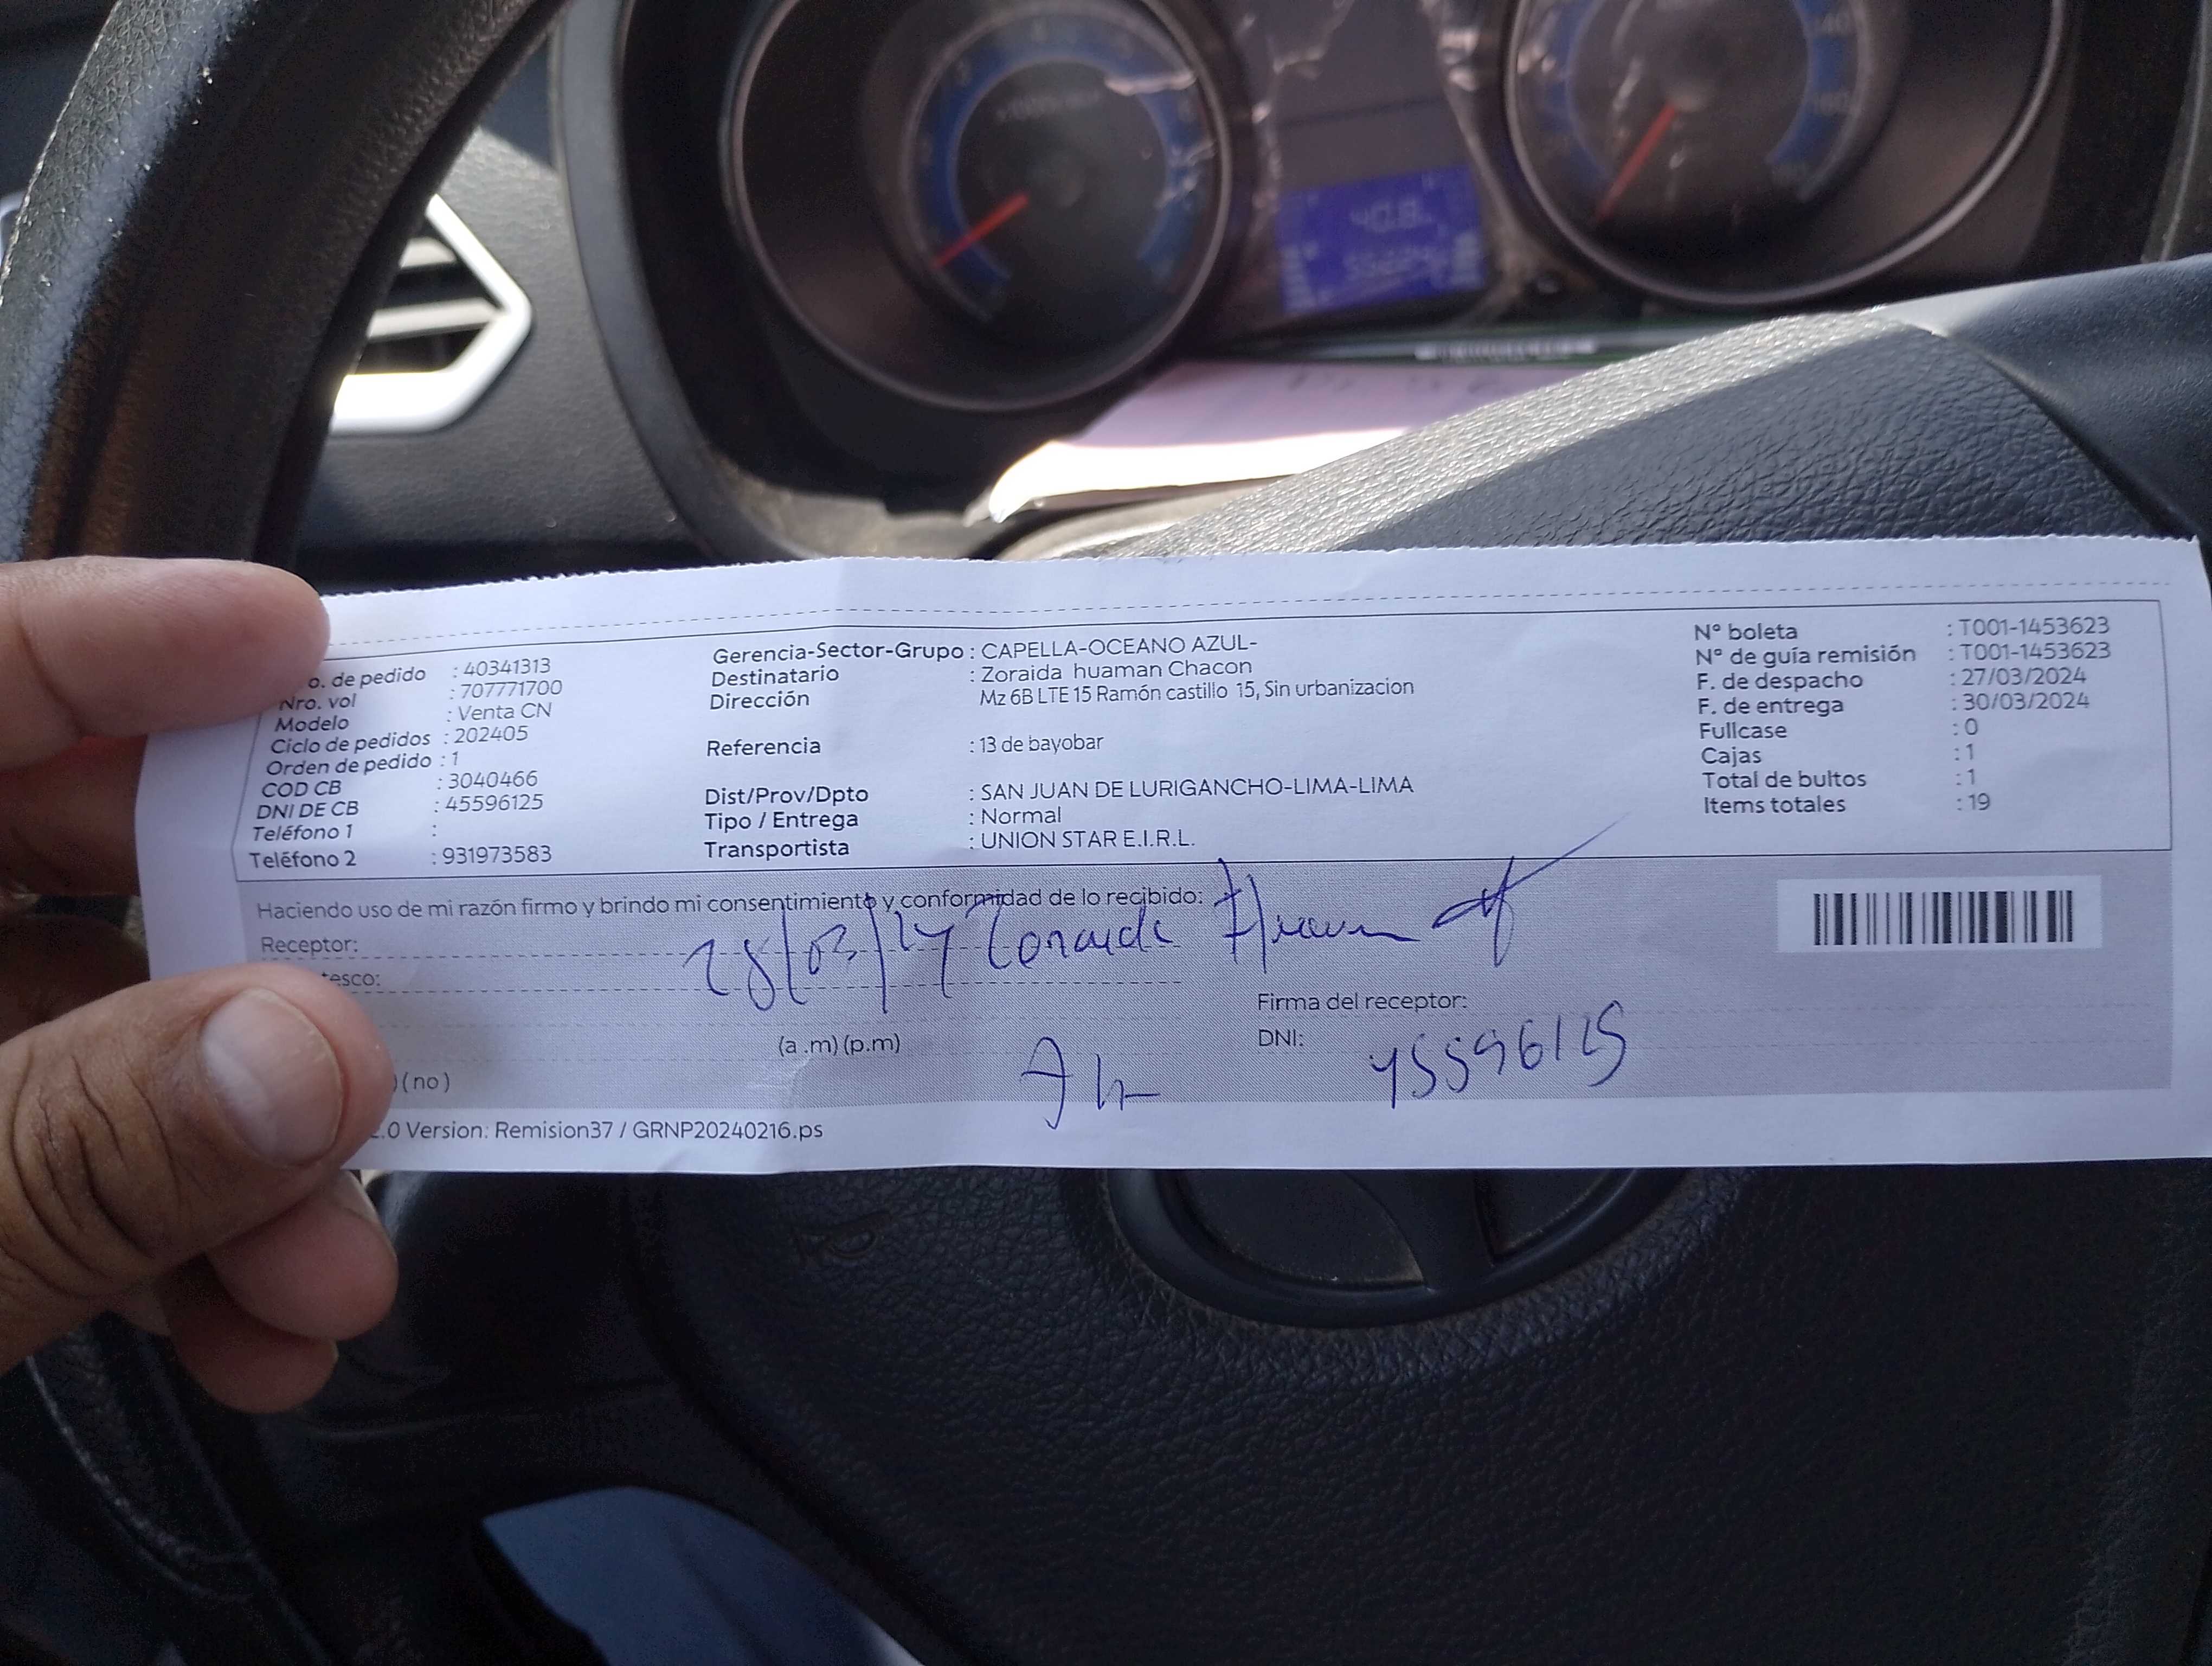 o. de pedido : 40341313
Nro. vol : 707771700
Modelo : Venta CN
Ciclo de pedidos : 202405
Orden de pedido : 1
COD CB : 3040466
DNI DE CB : 45596125
Teléfono 1 :
Teléfono 2 : 931973583
Gerencia-Sector-Grupo : CAPELLA-OCEANO AZUL-
Destinatario : Zoraida huaman Chacon
Dirección Mz 6B LTE 15 Ramón castillo 15, Sin urbanizacion
Referencia : 13 de bayobar
Dist/Prov/Dpto : SAN JUAN DE LURIGANCHO-LIMA-LIMA
Tipo / Entrega : Normal
Transportista : UNION STAR E.I.R.L.
N° boleta : T001-1453623
N° de guía remisión : T001-1453623
F. de despacho : 27/03/2024
F. de entrega : 30/03/2024
Fullcase : 0
Cajas : 1
Total de bultos : 1
Items totales : 19
Haciendo uso de mi razón firmo y brindo mi consentimiento y conformidad de lo recibido:
Receptor: 28/03/24 Zoraida Huaman
tesco:
Firma del receptor:
(a .m) (p.m)
DNI: 45596125
) ( no )
.0 Version: Remision37 / GRNP20240216.ps